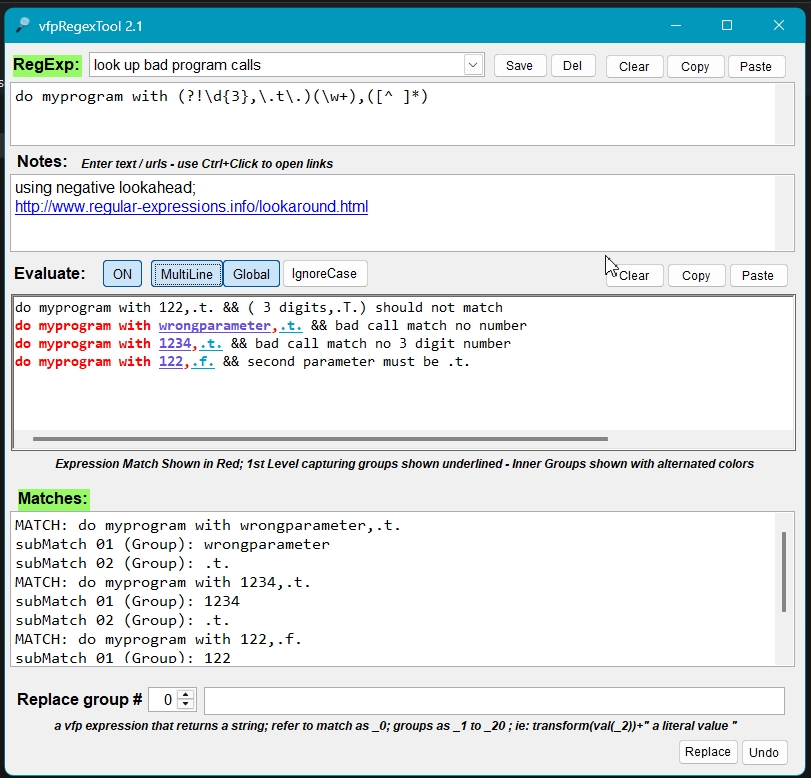 vfpRegexTool 2.1
RegExp: look up bad program calls Save Del Clear Copy Paste
do myprogram with (?!\d{3},\.t\.)(\w+),([^ ]*)
Notes: Enter text / urls - use Ctrl+Click to open links
using negative lookahead;
http://www.regular-expressions.info/lookaround.html
Evaluate: ON MultiLine Global IgnoreCase Clear Copy Paste
do myprogram with 122,.t. && ( 3 digits,.T.) should not match
do myprogram with wrongparameter,.t. && bad call match no number
do myprogram with 1234,.t. && bad call match no 3 digit number
do myprogram with 122,.f. && second parameter must be .t.
Expression Match Shown in Red; 1st Level capturing groups shown underlined - Inner Groups shown with alternated colors
Matches:
MATCH: do myprogram with wrongparameter,.t.
subMatch 01 (Group): wrongparameter
subMatch 02 (Group): .t.
MATCH: do myprogram with 1234,.t.
subMatch 01 (Group): 1234
subMatch 02 (Group): .t.
MATCH: do myprogram with 122,.f.
subMatch 01 (Group): 122
Replace group # 0
a vfp expression that returns a string; refer to match as _0; groups as _1 to _20 ; ie: transform(val(_2))+" a literal value "
Replace Undo